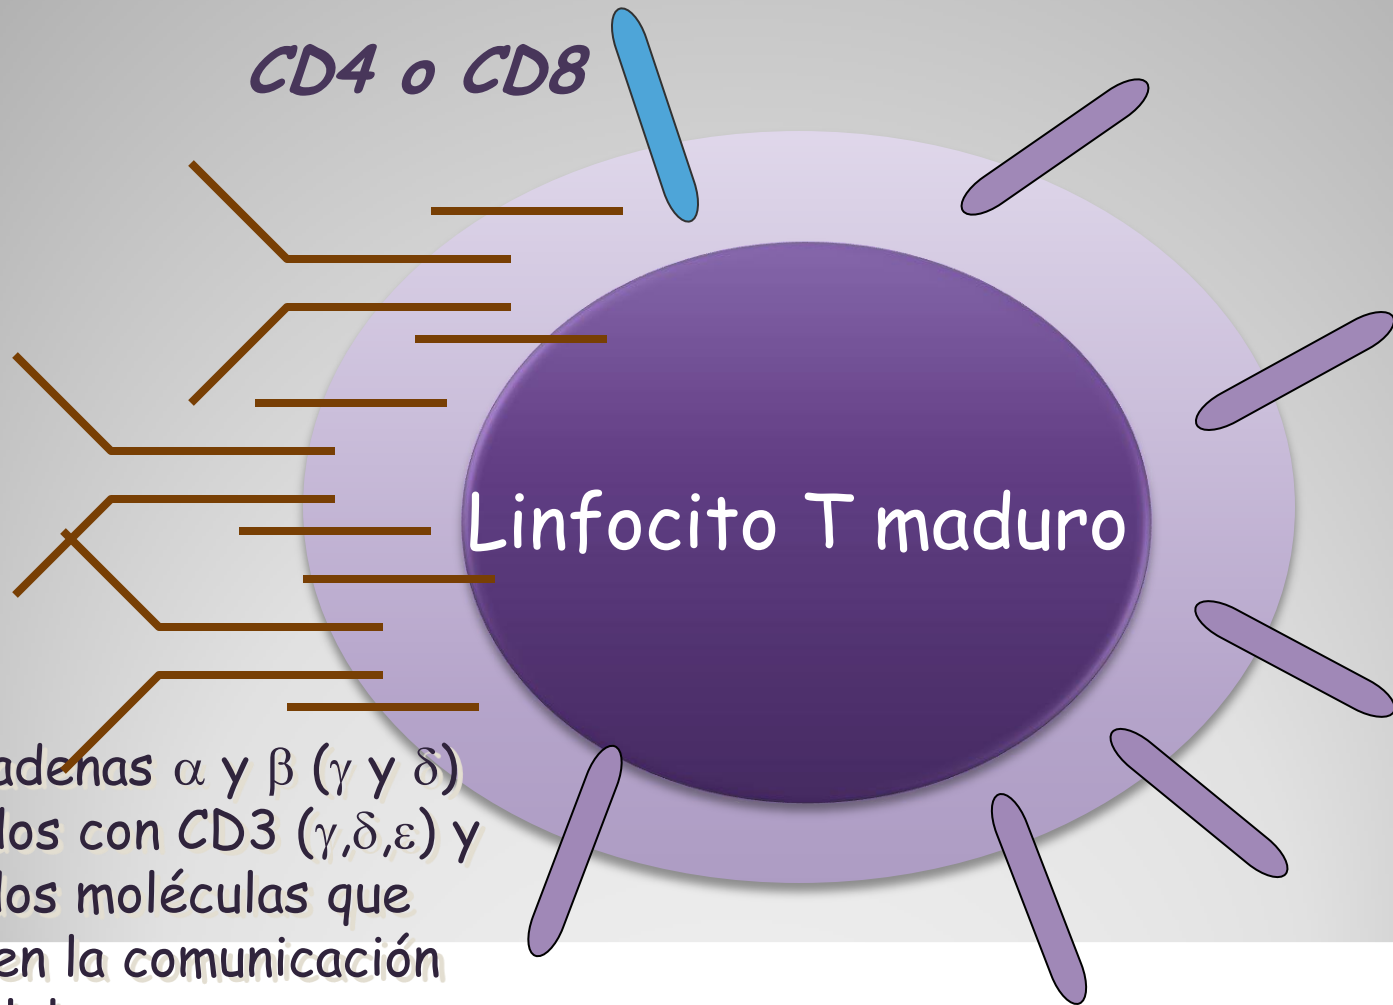 CD4 o CD8
Linfocito T maduro
adenas α y β (γ y δ)
los con CD3 (γ,δ,ε) y
los moléculas que
en la comunicación